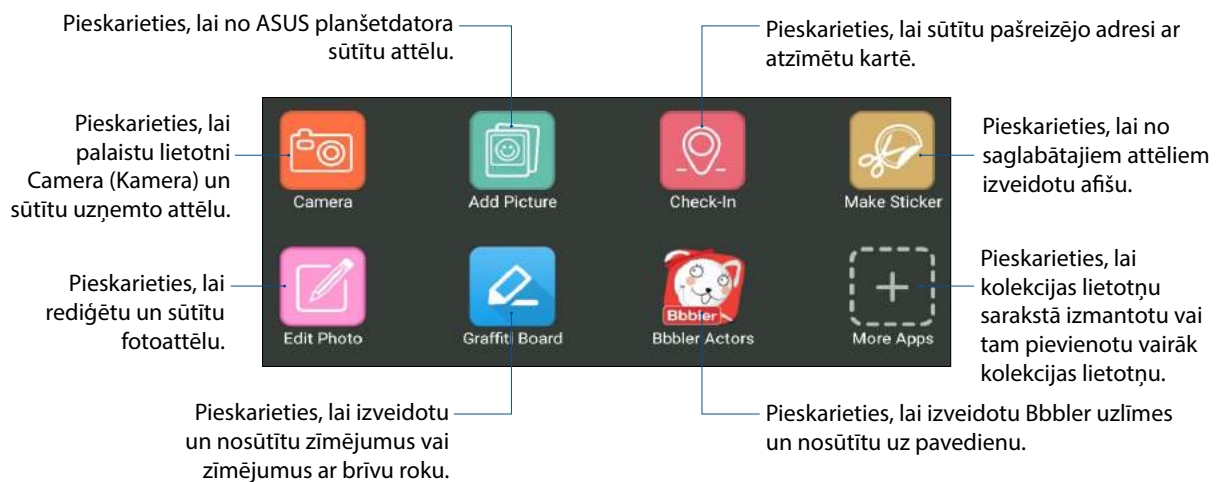 Pieskarieties, lai no ASUS planšetdatora
sūtītu attēlu.
Pieskarieties, lai sūtītu pašreizējo adresi ar
atzīmētu kartē.
Pieskarieties, lai
palaistu lietotni
Camera (Kamera) un
sūtītu uzņemto attēlu.
Camera
Add Picture
Check-In
Make Sticker
Pieskarieties, lai no
saglabātajiem attēliem
izveidotu afišu.
Pieskarieties, lai
rediģētu un sūtītu
fotoattēlu.
Edit Photo
Graffiti Board
Bbbler
Bbbler Actors
More Apps
Pieskarieties, lai
kolekcijas lietotņu
sarakstā izmantotu vai
tam pievienotu vairāk
kolekcijas lietotņu.
Pieskarieties, lai izveidotu
un nosūtītu zīmējumus vai
zīmējumus ar brīvu roku.
Pieskarieties, lai izveidotu Bbbler uzlīmes
un nosūtītu uz pavedienu.